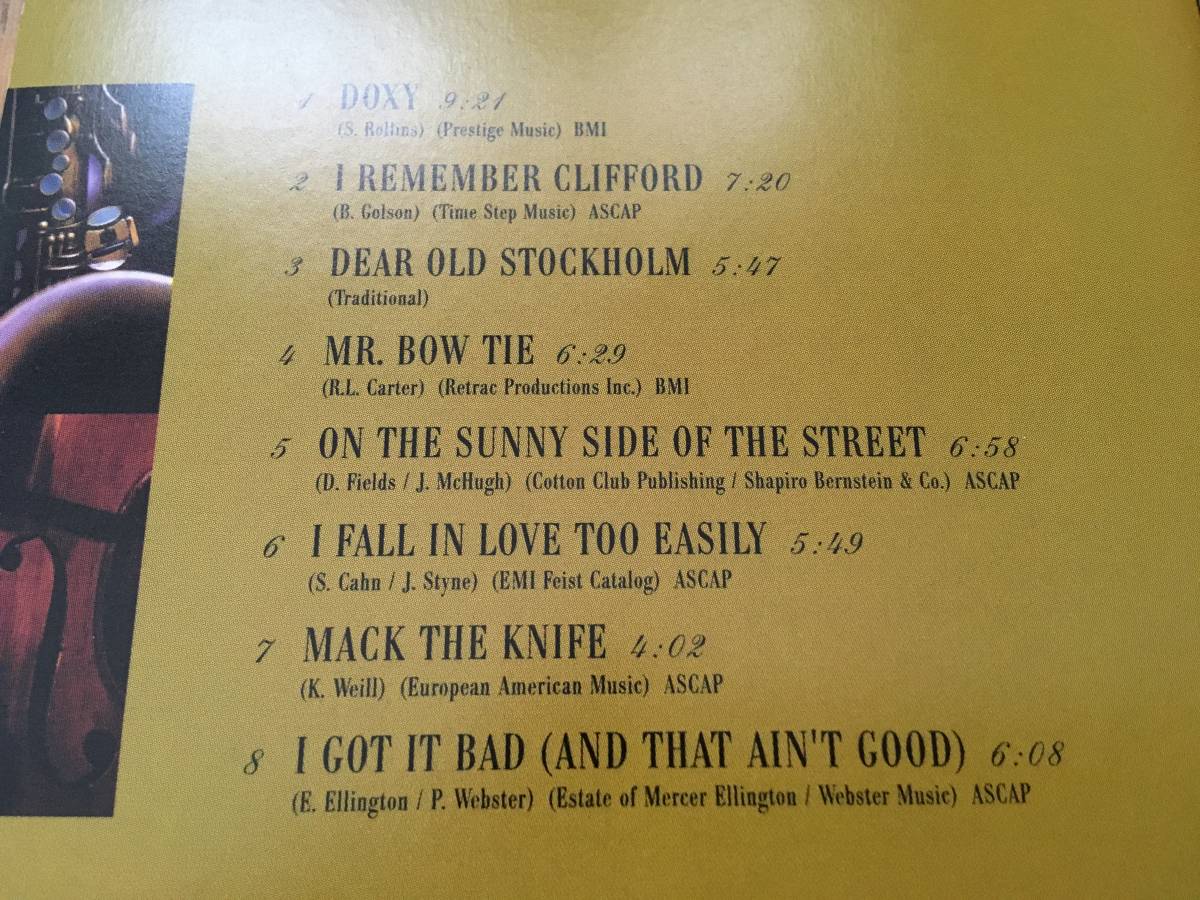 1 DOXY 9:21
(S. Rollins) (Prestige Music) BMI
2 I REMEMBER CLIFFORD 7:20
(B. Golson) (Time Step Music) ASCAP
3 DEAR OLD STOCKHOLM 5:47
(Traditional)
4 MR. BOW TIE 6:29
(R.L. Carter) (Retrac Productions Inc.) BMI
5 ON THE SUNNY SIDE OF THE STREET 6:58
(D. Fields / J. McHugh) (Cotton Club Publishing / Shapiro Bernstein & Co.) ASCAP
6 I FALL IN LOVE TOO EASILY 5:49
(S. Cahn / J. Styne) (EMI Feist Catalog) ASCAP
7 MACK THE KNIFE 4:02
(K. Weill) (European American Music) ASCAP
8 I GOT IT BAD (AND THAT AIN'T GOOD) 6:08
(E. Ellington / P. Webster) (Estate of Mercer Ellington / Webster Music) ASCAP